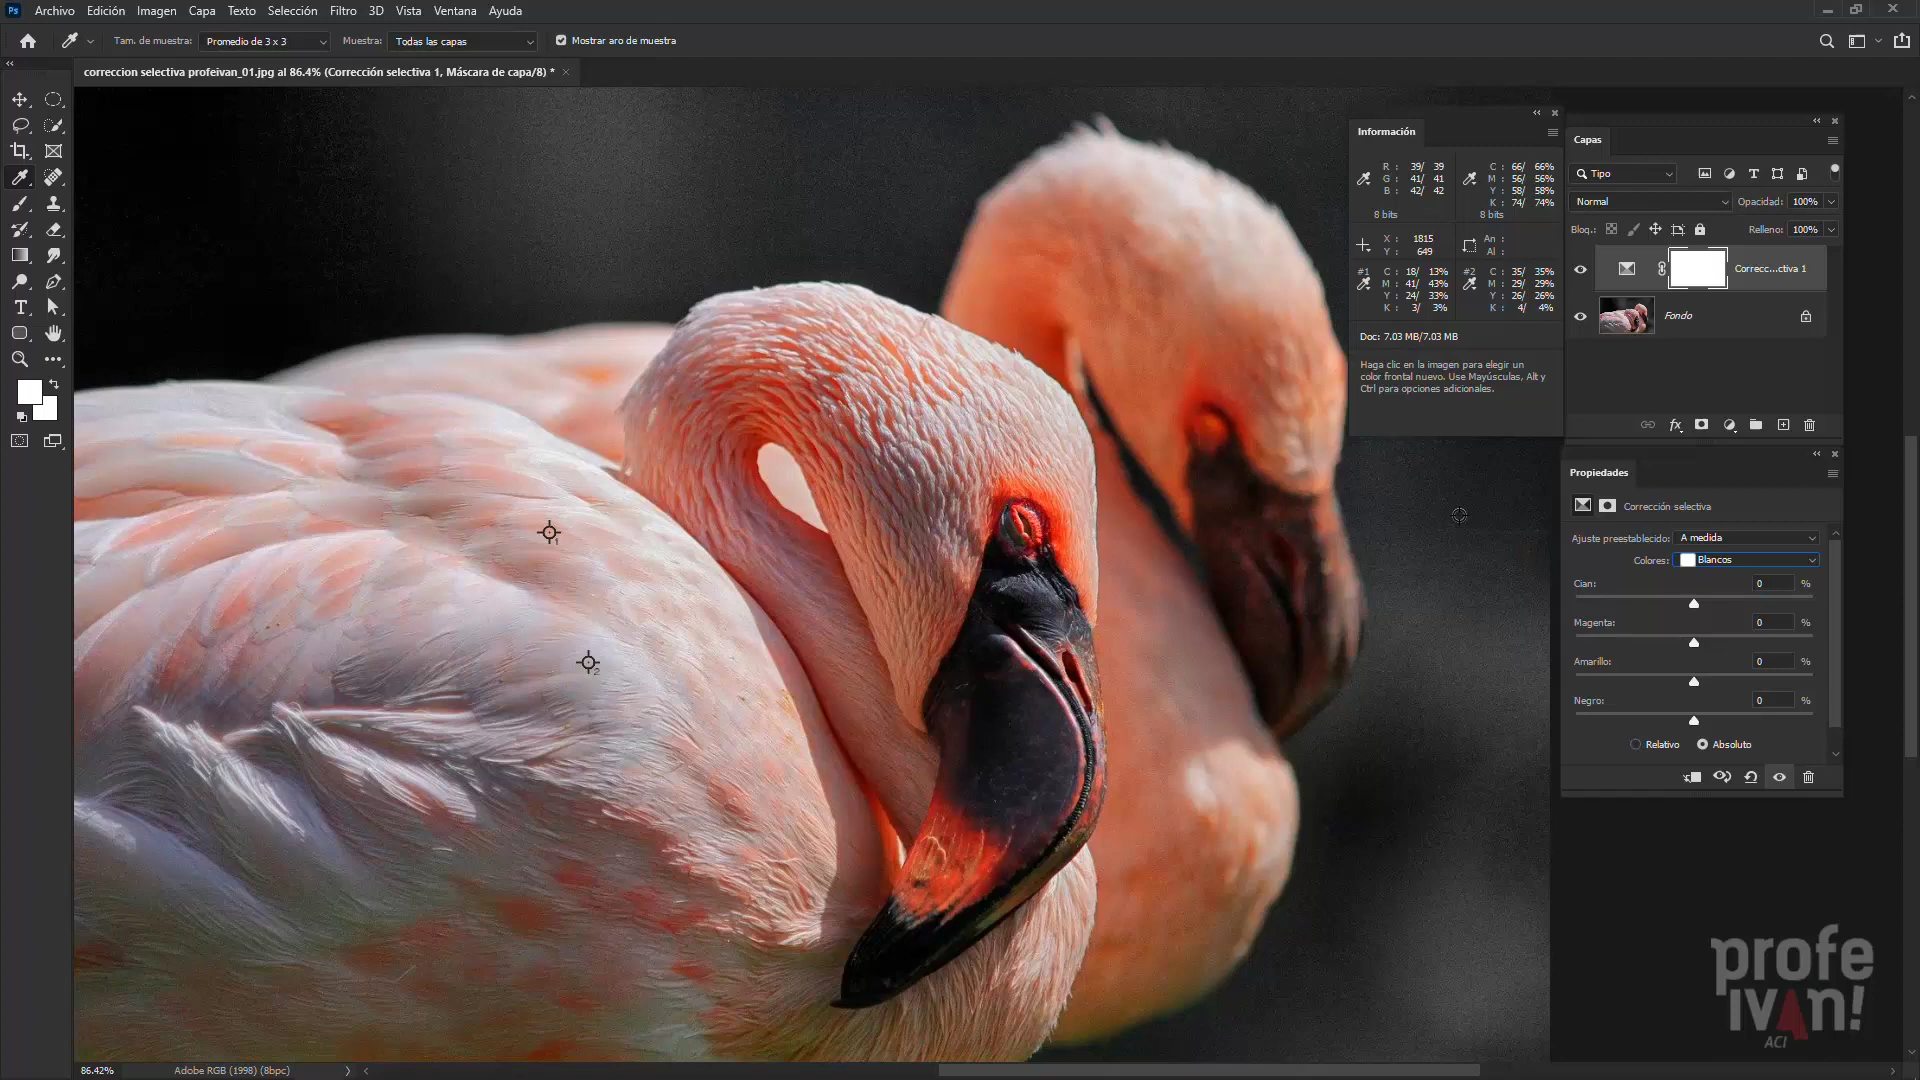 Ps Archivo Edición Imagen Capa Texto Selección Filtro 3D Vista Ventana Ayuda
Tam. de muestra: Promedio de 3 x 3 Muestra: Todas las capas Mostrar aro de muestra
correccion selectiva profeivan_01.jpg al 86.4% (Corrección selectiva 1, Máscara de capa/8) *
Información
R : 39/ 39 C : 66/ 66%
G : 41/ 41 M : 56/ 56%
B : 42/ 42 Y : 58/ 58%
K : 74/ 74%
8 bits 8 bits
X : 1815 An :
Y : 649 Al :
#1 C : 18/ 13% #2 C : 35/ 35%
M : 41/ 43% M : 29/ 29%
Y : 24/ 33% Y : 26/ 26%
K : 3/ 3% K : 4/ 4%
Doc: 7.03 MB/7.03 MB
Haga clic en la imagen para elegir un
color frontal nuevo. Use Mayúsculas, Alt y
Ctrl para opciones adicionales.
Capas
Tipo
Normal Opacidad: 100%
Bloq.: Relleno: 100%
Correcc...ctiva 1
Fondo
fx
Propiedades
Corrección selectiva
Ajuste preestablecido: A medida
Colores: Blancos
Cian: 0 %
Magenta: 0 %
Amarillo: 0 %
Negro: 0 %
Relativo Absoluto
1
2
profe
IVAN!
ACI
86.42% Adobe RGB (1998) (8bpc)